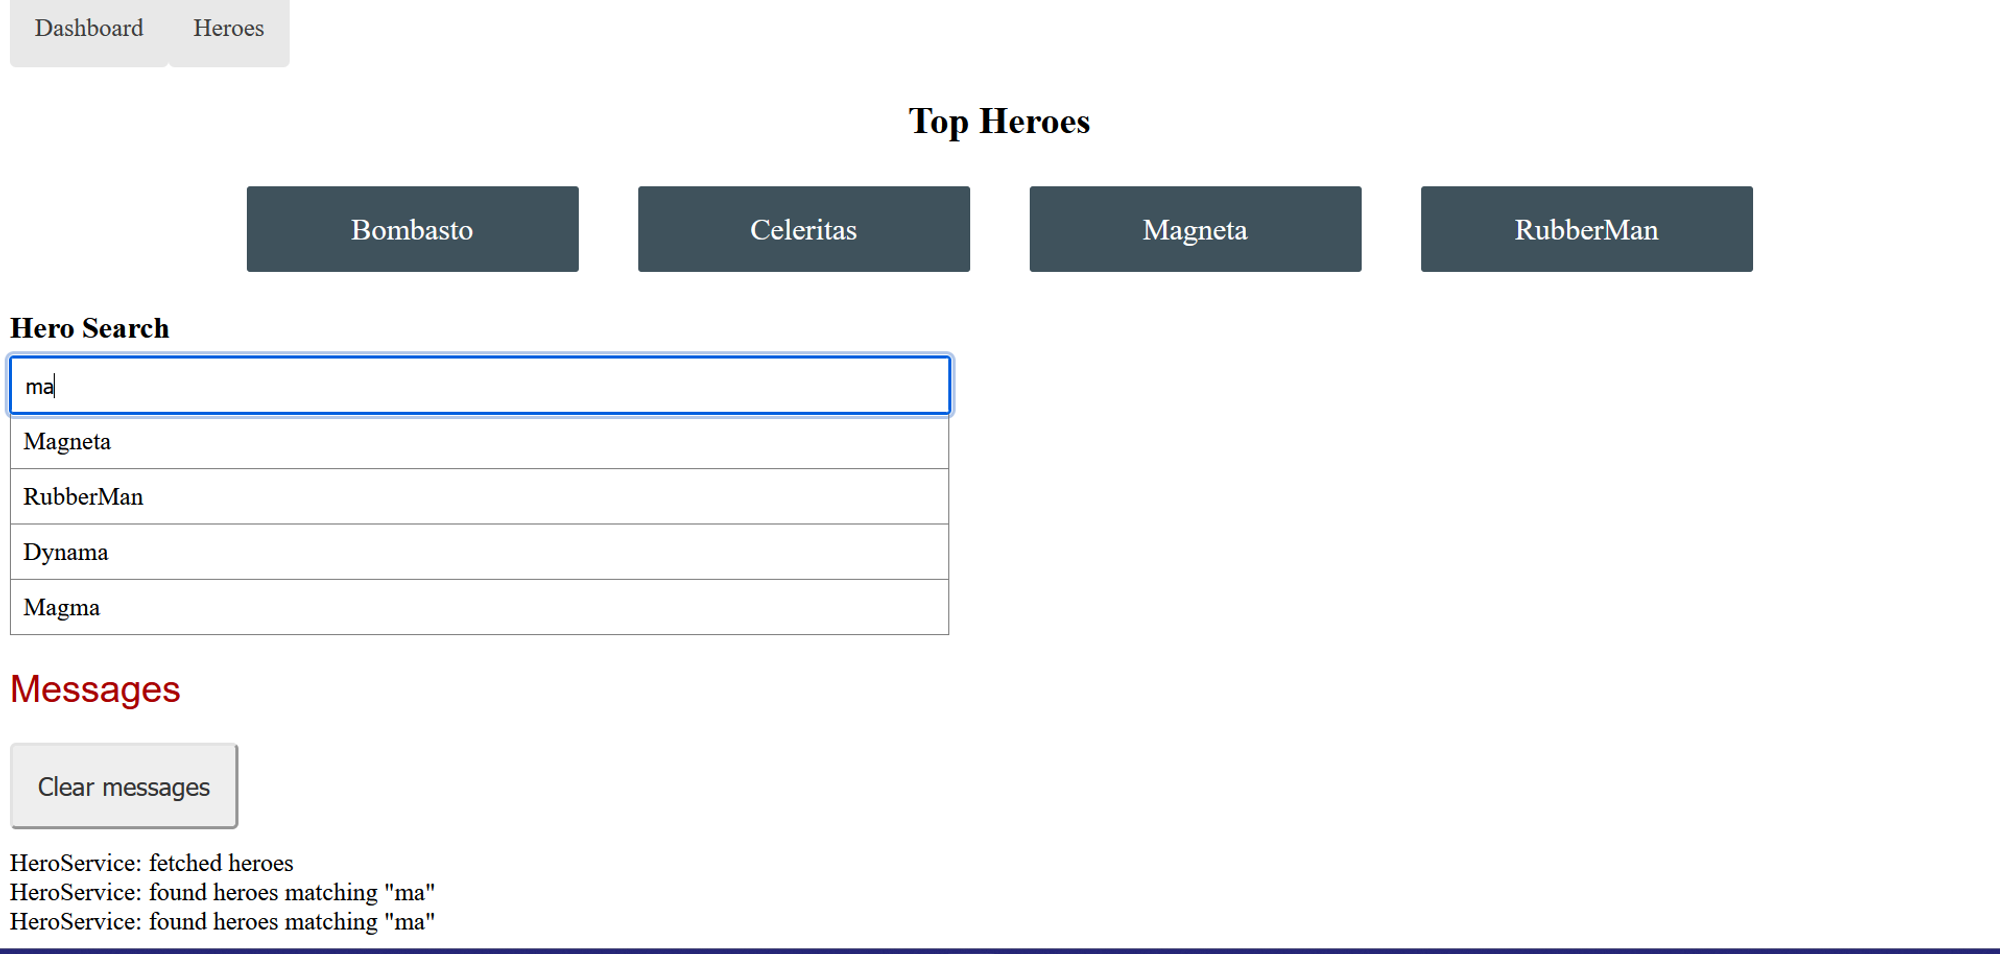 Dashboard Heroes
Top Heroes
Bombasto Celeritas Magneta RubberMan
Hero Search
ma
Magneta
RubberMan
Dynama
Magma
Messages
Clear messages
HeroService: fetched heroes
HeroService: found heroes matching "ma"
HeroService: found heroes matching "ma"